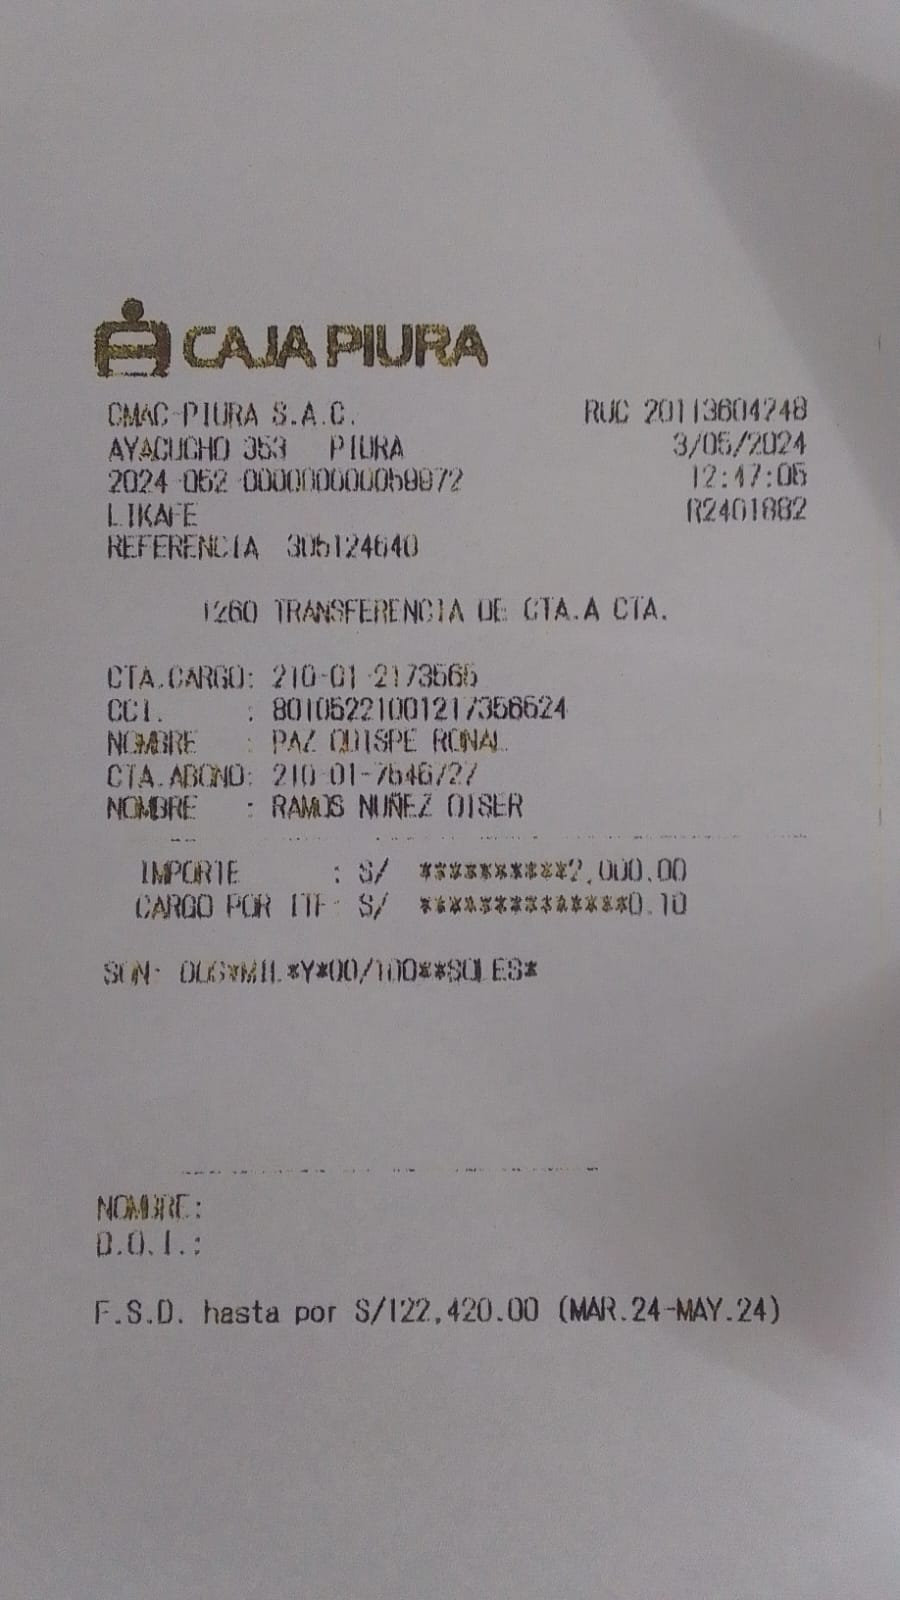 CAJA PIURA
CMAC-PIURA S.A.C. RUC 20113604248
AYACUCHO 353 PIURA 3/05/2024
2024-052-000000000059972 12:47:06
LIKAFE R2401882
REFERENCIA 305124640
1260 TRANSFERENCIA DE CTA.A CTA.
CTA.CARGO: 210-01-2173565
CCI. : 80105221001217356524
NOMBRE : PAZ QUISPE RONAL
CTA.ABONO: 210-01-7646727
NOMBRE : RAMOS NUÑEZ OISER
IMPORTE : S/ **********2,000.00
CARGO POR ITF: S/ **************0.10
SON: DOS*MIL*Y*00/100**SOLES*
NOMBRE:
D.O.I.:
F.S.D. hasta por S/122,420.00 (MAR.24-MAY.24)